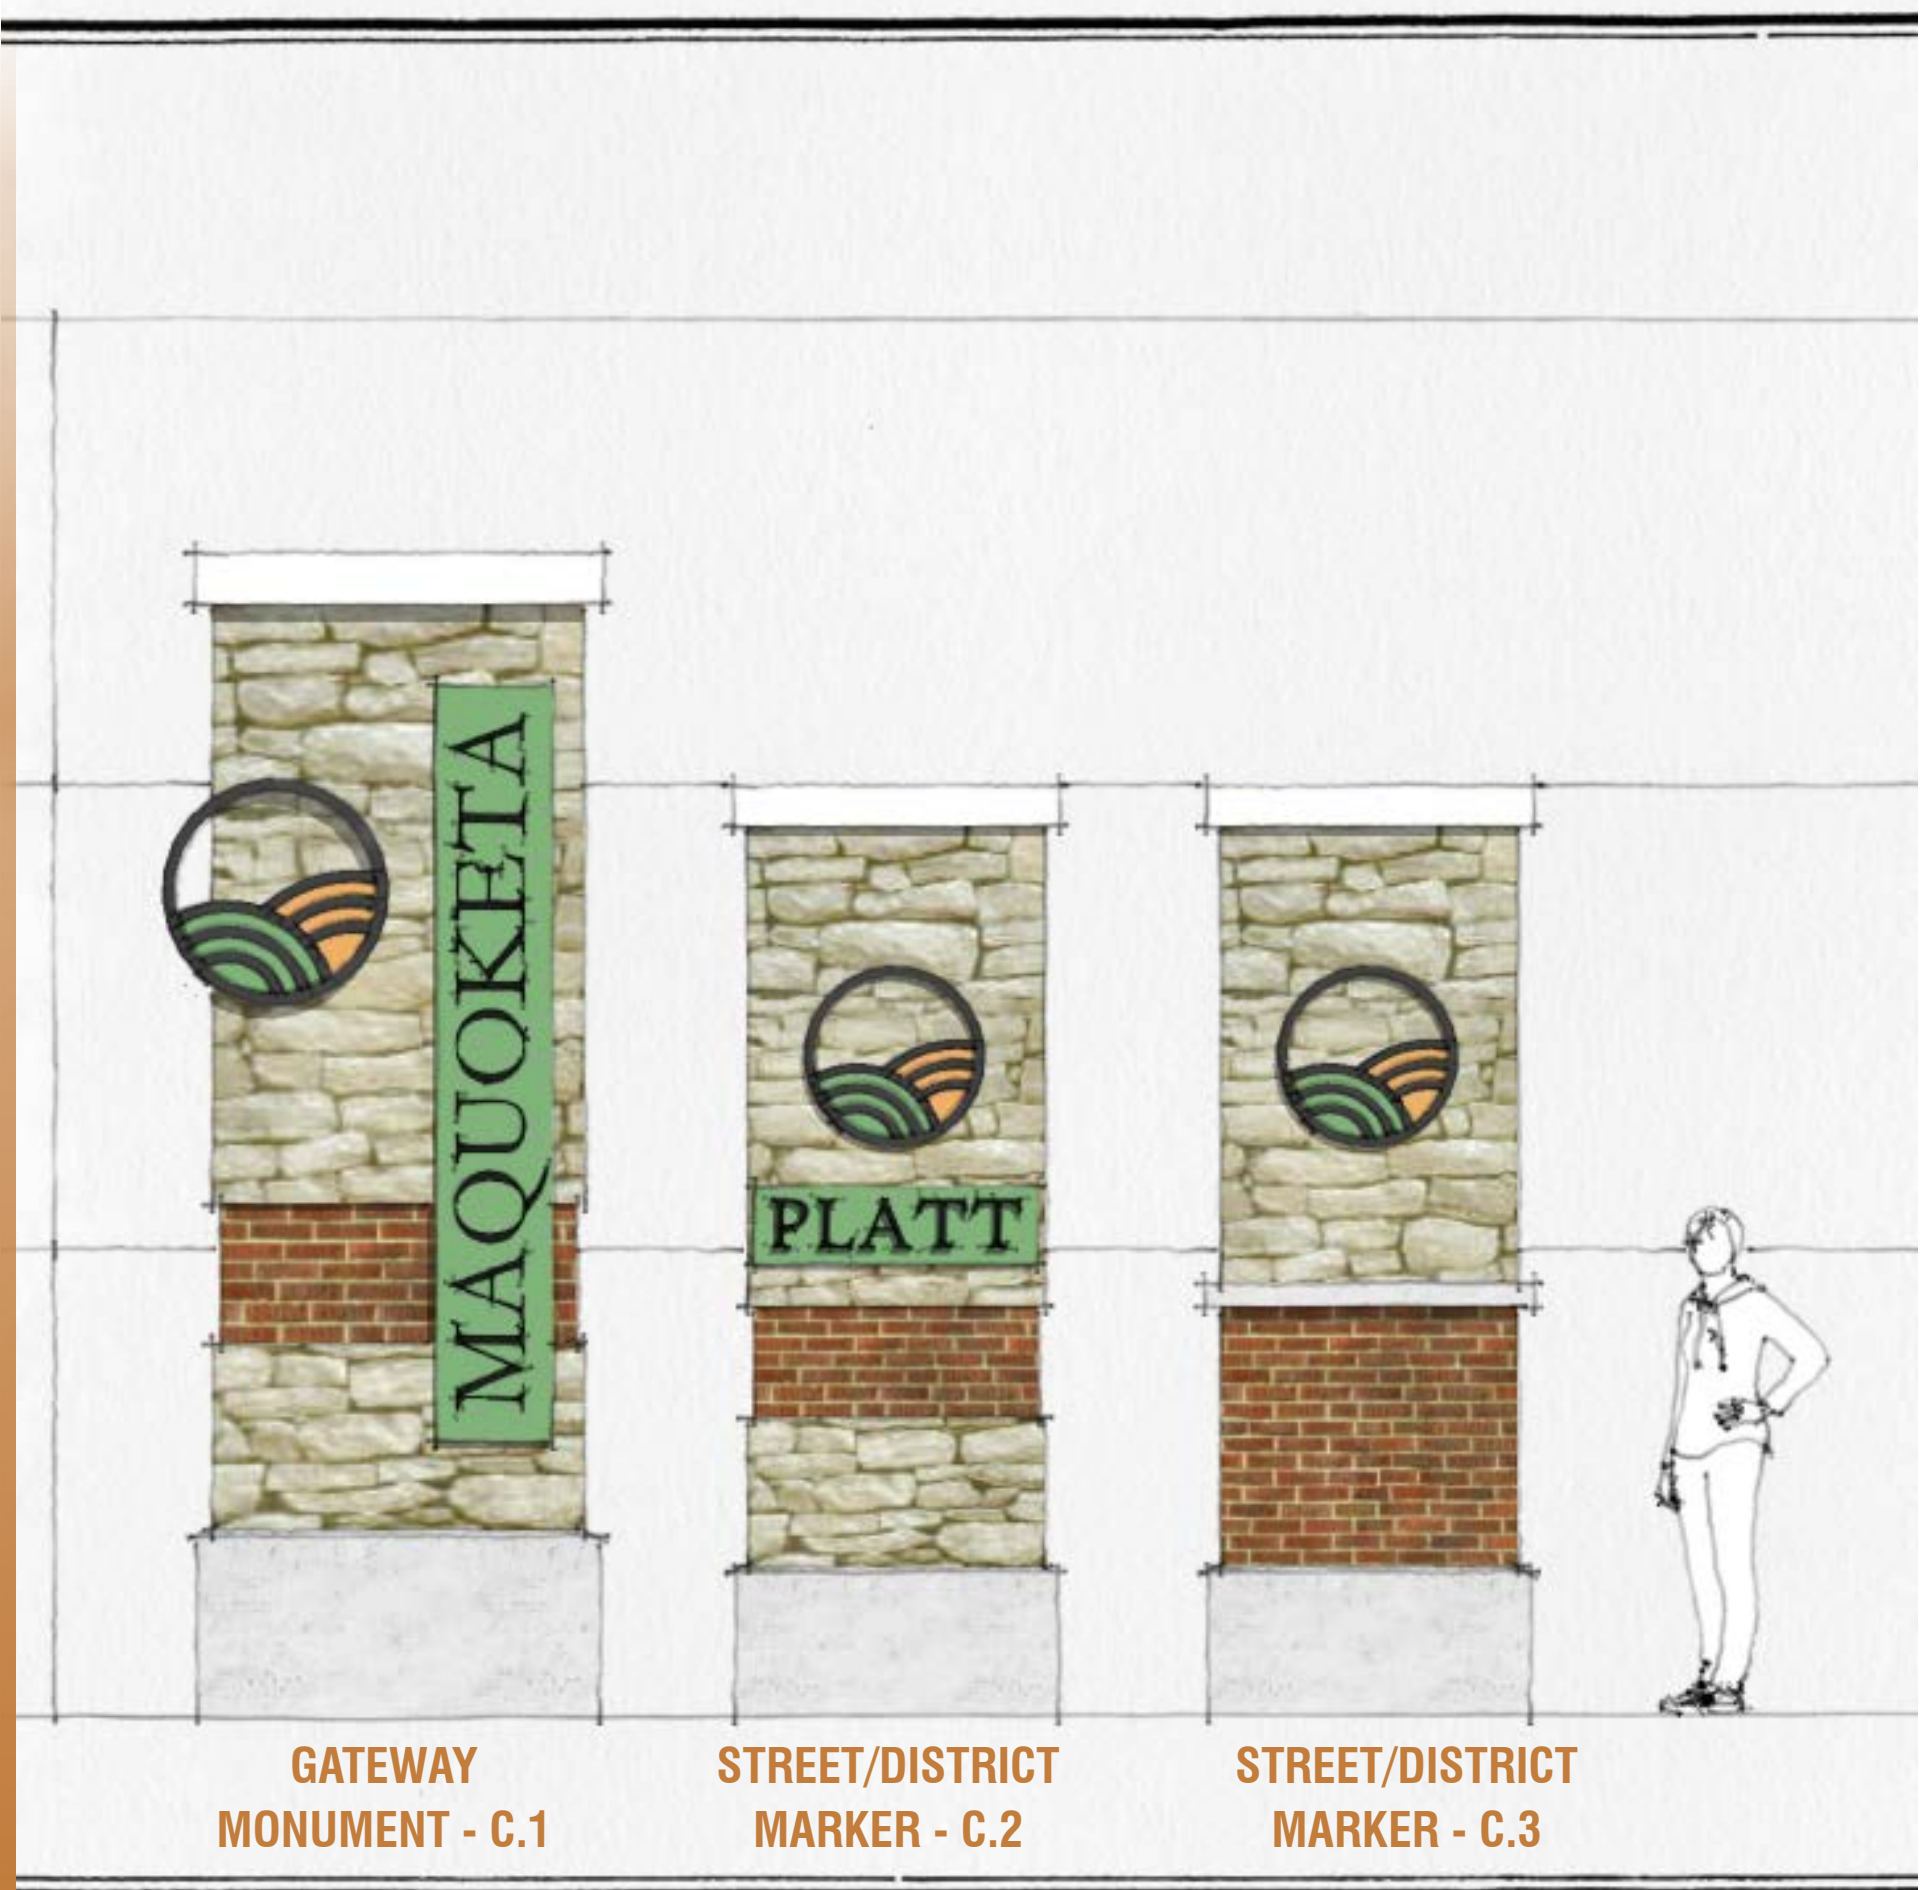 MAQUOKETA
PLATT
GATEWAY
MONUMENT - C.1
STREET/DISTRICT
MARKER - C.2
STREET/DISTRICT
MARKER - C.3